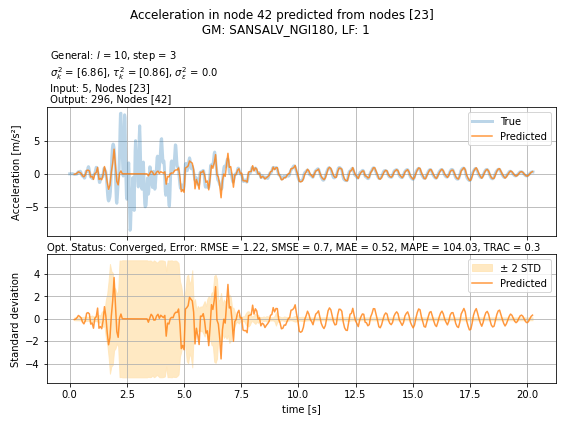 Acceleration in node 42 predicted from nodes [23]
GM: SANSALV_NGI180, LF: 1
General: l = 10, step = 3
σ²ₖ = [6.86], τ²ₖ = [0.86], σ²ε = 0.0
Input: 5, Nodes [23]
Output: 296, Nodes [42]
Acceleration [m/s²]
5
0
−5
True
Predicted
Opt. Status: Converged, Error: RMSE = 1.22, SMSE = 0.7, MAE = 0.52, MAPE = 104.03, TRAC = 0.3
Standard deviation
4
2
0
−2
−4
± 2 STD
Predicted
0.0 2.5 5.0 7.5 10.0 12.5 15.0 17.5 20.0
time [s]